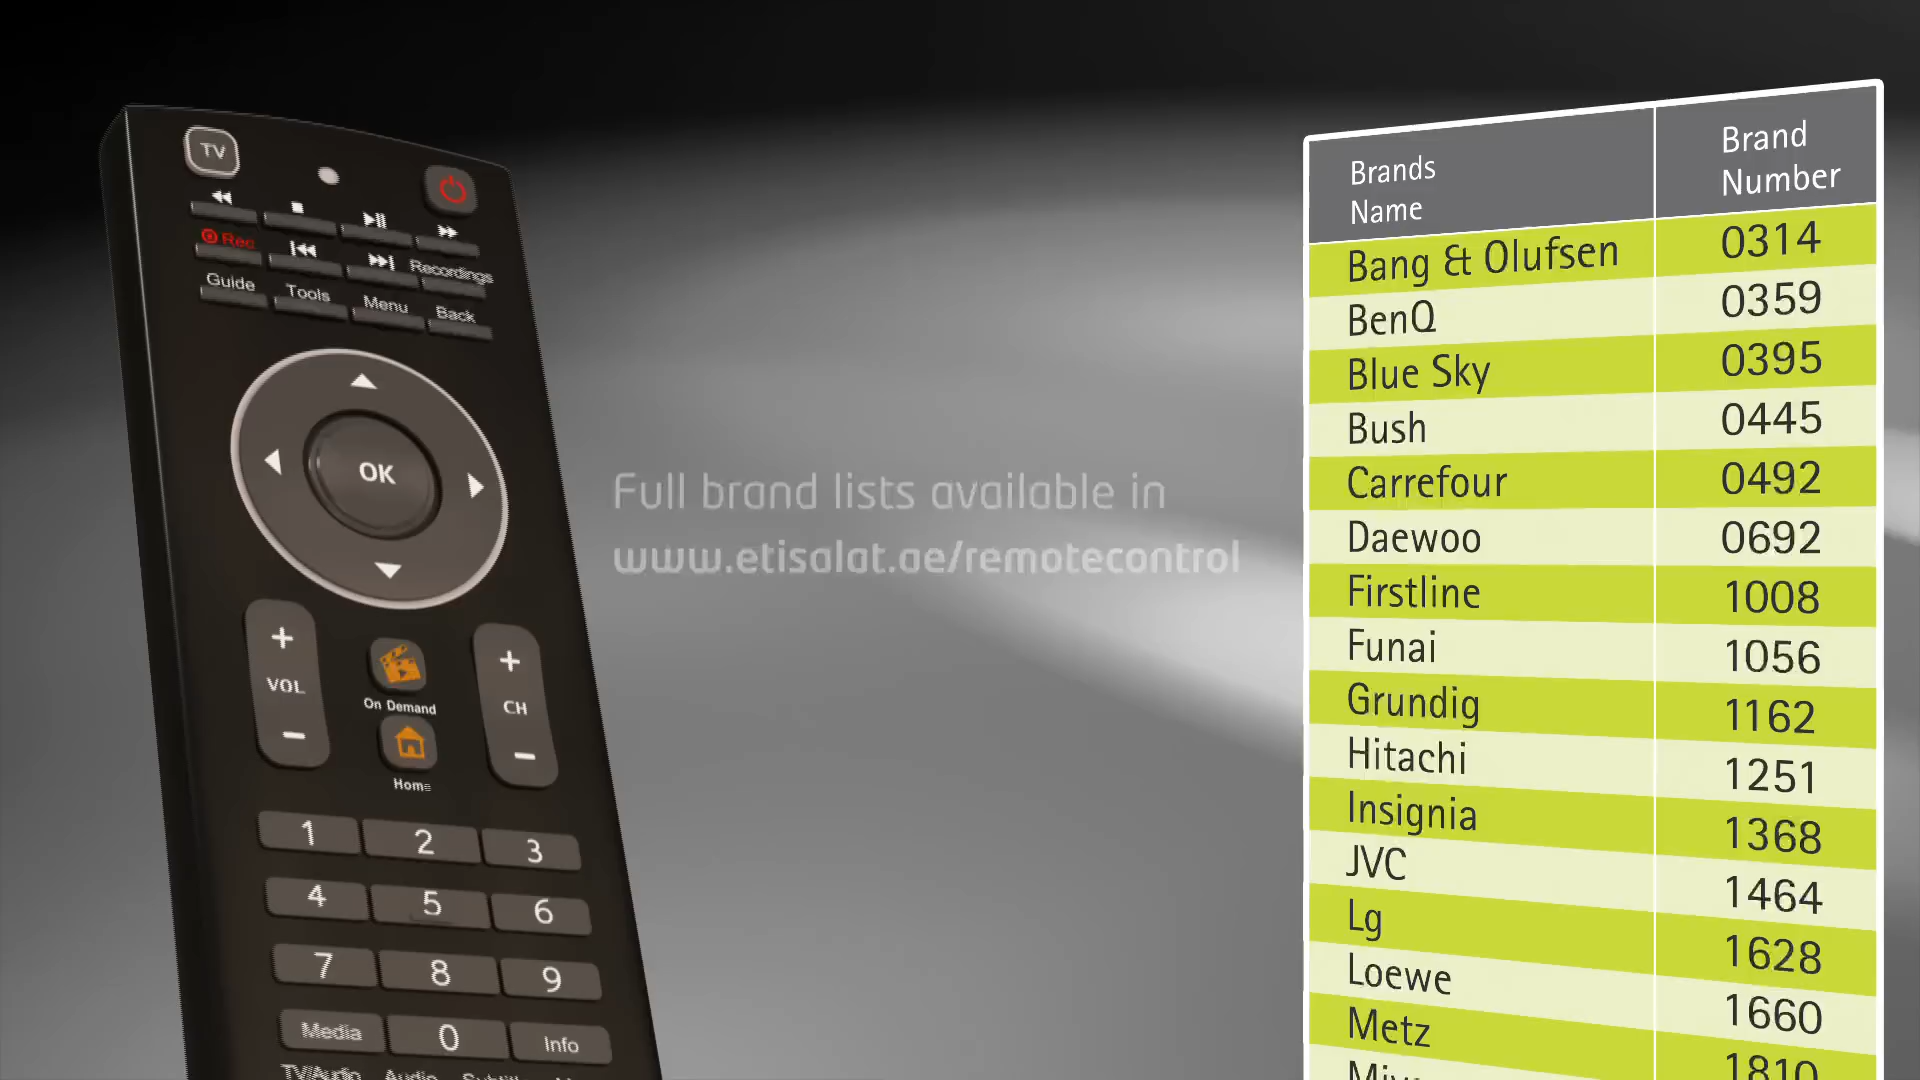 TV
Rec
Recordings
Guide Tools Menu Back
OK
+ +
VOL CH
On Demand
Home
1 2 3
4 5 6
7 8 9
Media 0 Info
TV/Audio Audio
Full brand lists available in
www.etisalat.ae/remotecontrol
Brands Name Brand Number
Bang & Olufsen 0314
BenQ 0359
Blue Sky 0395
Bush 0445
Carrefour 0492
Daewoo 0692
Firstline 1008
Funai 1056
Grundig 1162
Hitachi 1251
Insignia 1368
JVC 1464
Lg 1628
Loewe 1660
Metz 1810